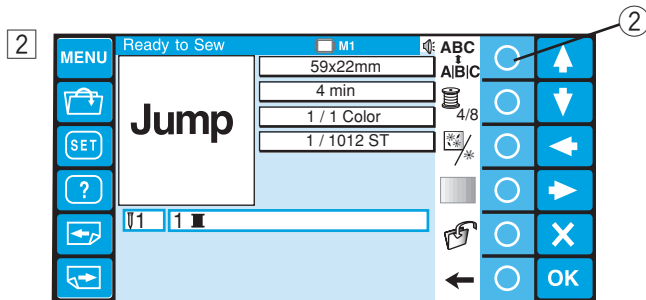 2
2
MENU
Ready to Sew
M1
ABC
A|B|C
59x22mm
4 min
4/8
Jump
1 / 1 Color
SET
1 / 1012 ST
?
1
1
X
OK